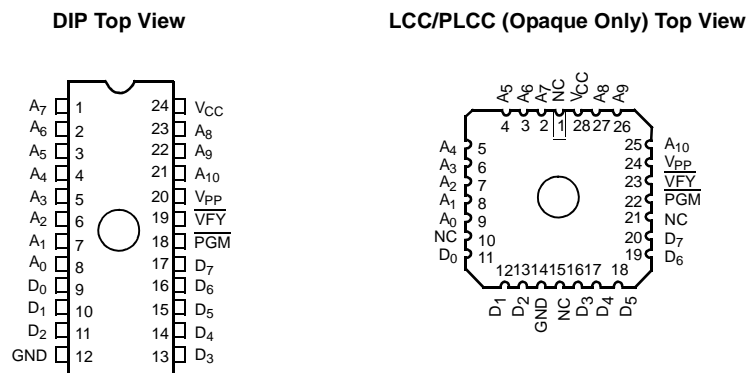 DIP Top View
A7 1 24 VCC
A6 2 23 A8
A5 3 22 A9
A4 4 21 A10
A3 5 20 VPP
A2 6 19 VFY
A1 7 18 PGM
A0 8 17 D7
D0 9 16 D6
D1 10 15 D5
D2 11 14 D4
GND 12 13 D3
LCC/PLCC (Opaque Only) Top View
A5 A6 A7 NC VCC A8 A9
4 3 2 1 28 27 26
A4 5 25 A10
A3 6 24 VPP
A2 7 23 VFY
A1 8 22 PGM
A0 9 21 NC
NC 10 20 D7
D0 11 19 D6
12 13 14 15 16 17 18
D1 D2 GND NC D3 D4 D5